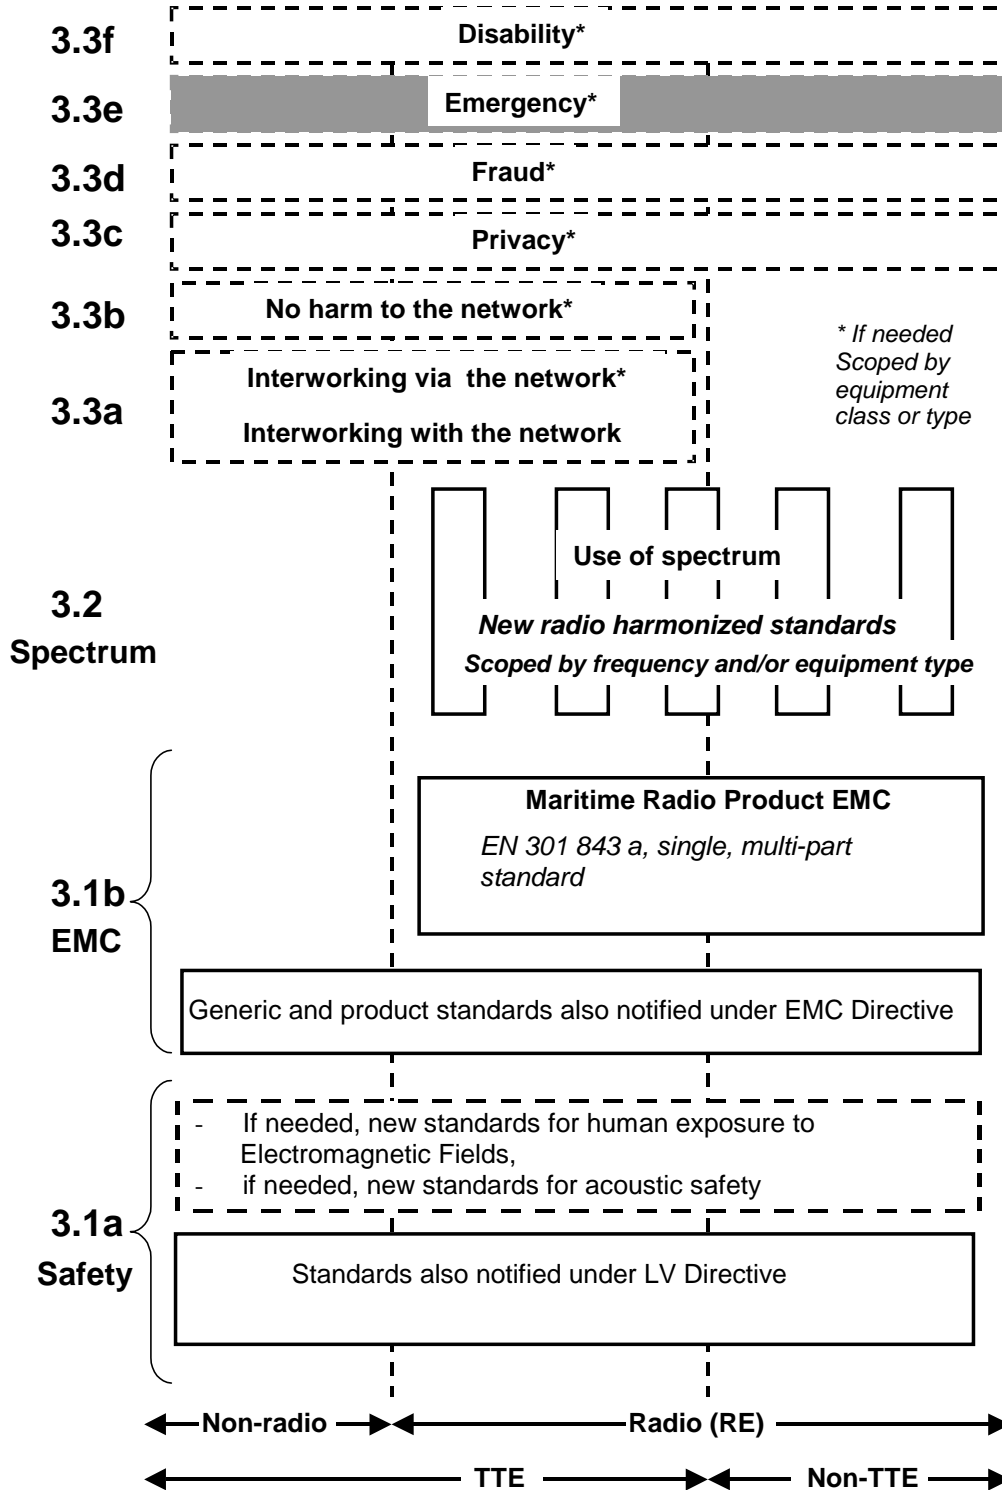 3.3f
Disability*
3.3e
Emergency*
3.3d
Fraud*
3.3c
Privacy*
3.3b
No harm to the network*
* If needed
Scoped by
equipment
class or type
3.3a
Interworking via the network*
Interworking with the network
3.2
Spectrum
Use of spectrum
New radio harmonized standards
Scoped by frequency and/or equipment type
3.1b
EMC
Maritime Radio Product EMC
EN 301 843 a, single, multi-part
standard
Generic and product standards also notified under EMC Directive
3.1a
Safety
- If needed, new standards for human exposure to
Electromagnetic Fields,
- if needed, new standards for acoustic safety
Standards also notified under LV Directive
Non-radio
Radio (RE)
TTE
Non-TTE